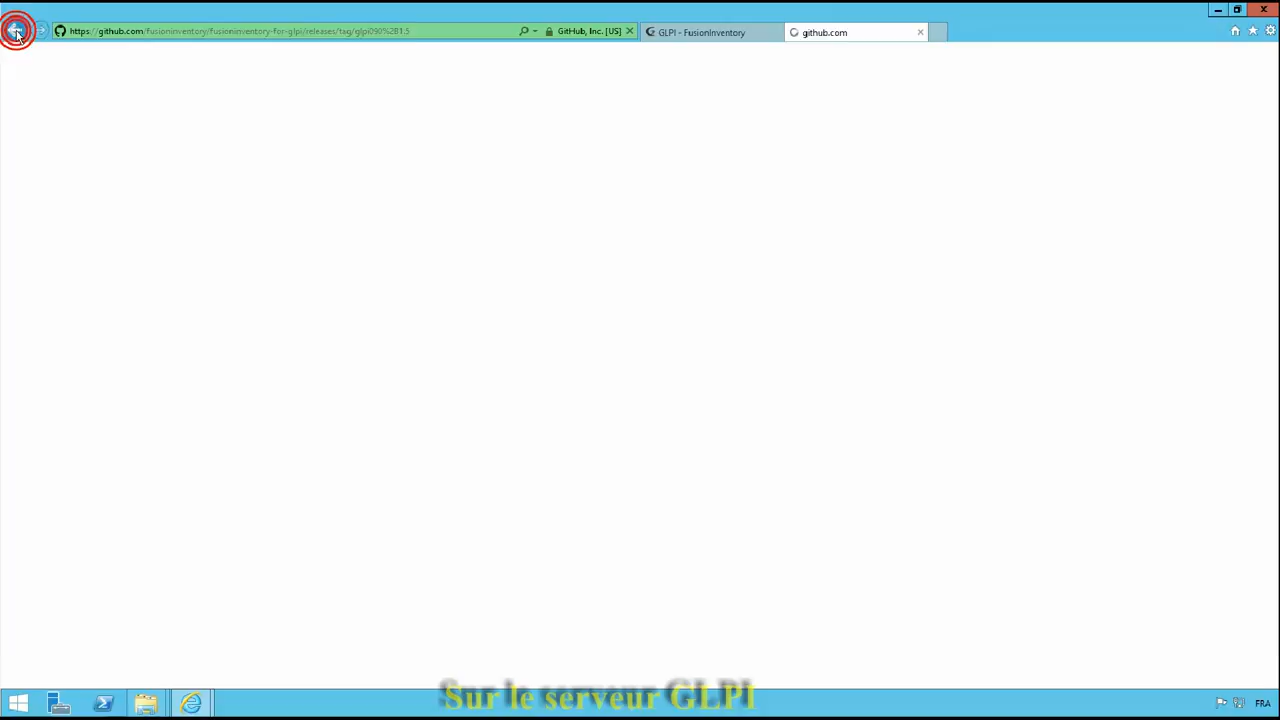 https://github.com/fusioninventory/fusioninventory-for-glpi/releases/tag/glpi090%2B1.5
GitHub, Inc. [US]
GLPI - FusionInventory
github.com
Sur le serveur GLPI
FRA